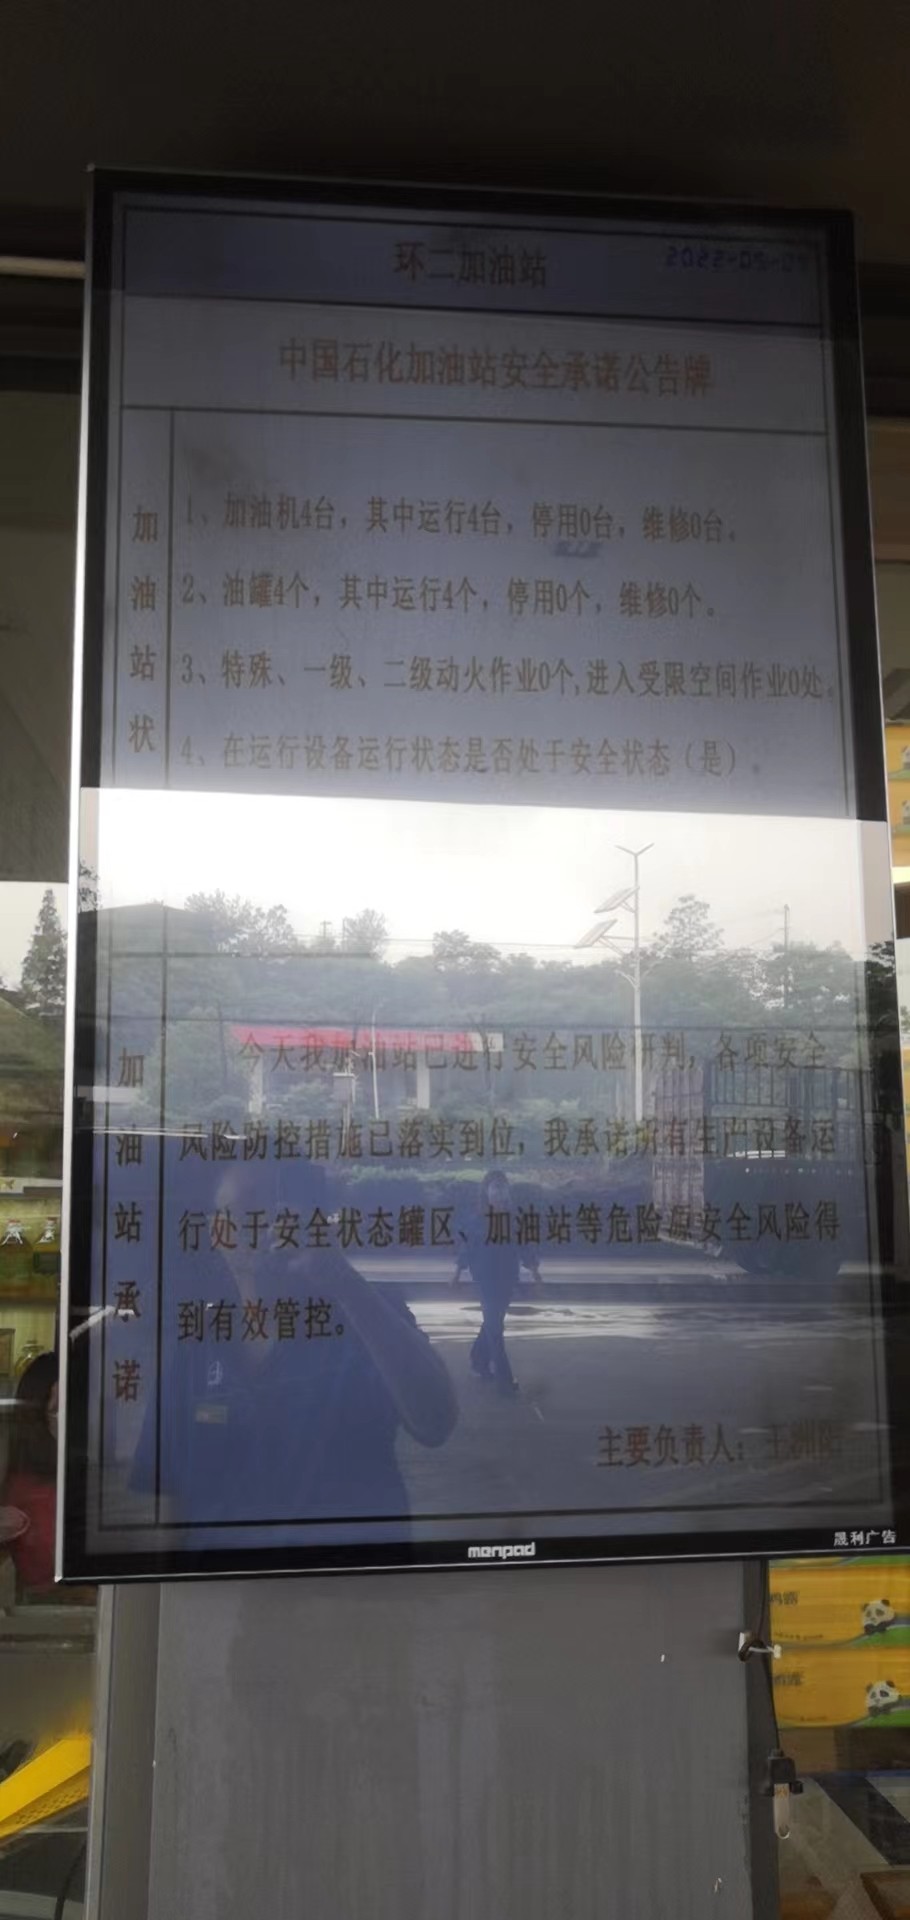 环二加油站
中国石化加油站安全承诺公告牌
加油站状
1、加油机4台，其中运行4台，停用0台，维修0台。
2、油罐4个，其中运行4个，停用0个，维修0个。
3、特殊、一级、二级动火作业0个,进入受限空间作业0处。
4、在运行设备运行状态是否处于安全状态（是）。
加油站承诺
今天我加油站已进行安全风险研判，各项安全
风险防控措施已落实到位，我承诺所有生产设备运
行处于安全状态罐区、加油站等危险源安全风险得
到有效管控。
主要负责人：
meripad
晟利广告